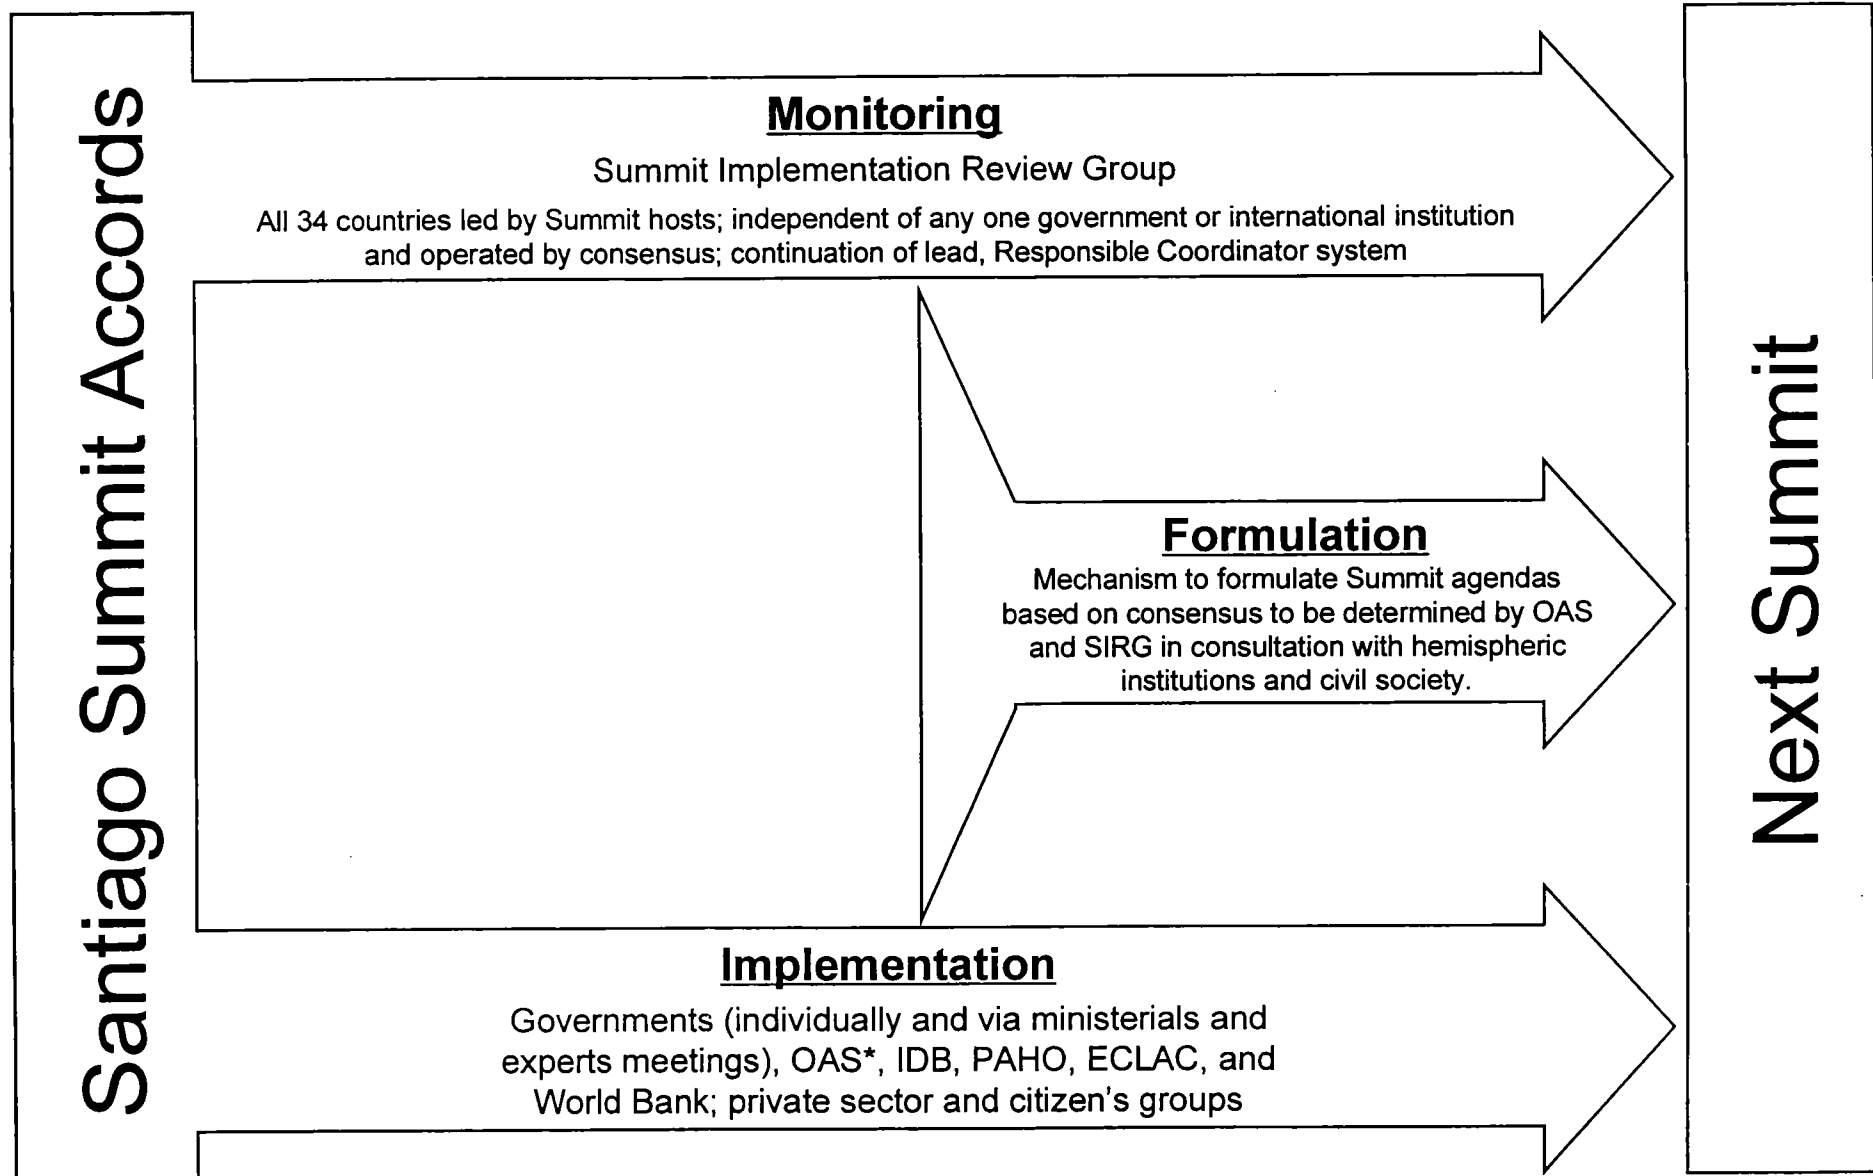 Santiago Summit Accords
Monitoring
Summit Implementation Review Group
All 34 countries led by Summit hosts; independent of any one government or international institution
and operated by consensus; continuation of lead, Responsible Coordinator system
Formulation
Mechanism to formulate Summit agendas
based on consensus to be determined by OAS
and SIRG in consultation with hemispheric
institutions and civil society.
Implementation
Governments (individually and via ministerials and
experts meetings), OAS*, IDB, PAHO, ECLAC, and
World Bank; private sector and citizen's groups
Next Summit